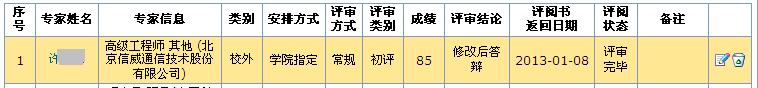 序号 专家姓名 专家信息 类别 安排方式 评审方式 评审类别 成绩 评审结论 评阅书返回日期 评阅状态 备注
1 许 高级工程师 其他 (北京信威通信技术股份有限公司) 校外 学院指定 常规 初评 85 修改后答辩 2013-01-08 评审完毕